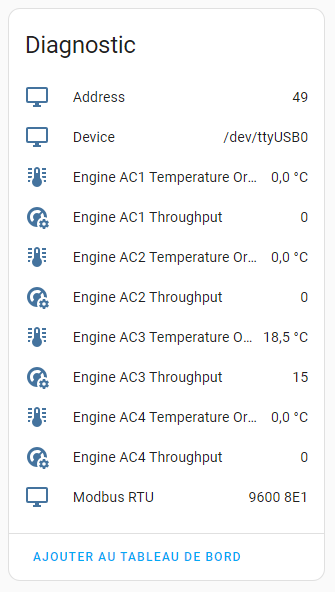 Diagnostic
Address 49
Device /dev/ttyUSB0
Engine AC1 Temperature Or… 0,0 °C
Engine AC1 Throughput 0
Engine AC2 Temperature Or… 0,0 °C
Engine AC2 Throughput 0
Engine AC3 Temperature O… 18,5 °C
Engine AC3 Throughput 15
Engine AC4 Temperature Or… 0,0 °C
Engine AC4 Throughput 0
Modbus RTU 9600 8E1
AJOUTER AU TABLEAU DE BORD